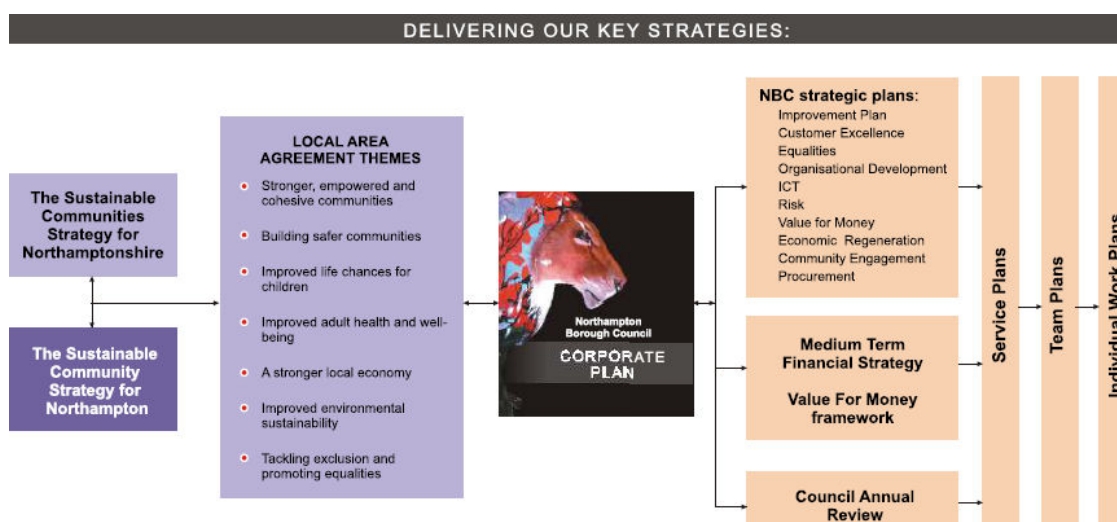 DELIVERING OUR KEY STRATEGIES:
The Sustainable
Communities
Strategy for
Northamptonshire
The Sustainable
Community
Strategy for
Northampton
LOCAL AREA
AGREEMENT THEMES
Stronger, empowered and
cohesive communities
Building safer communities
Improved life chances for
children
Improved adult health and well-
being
A stronger local economy
Improved environmental
sustainability
Tackling exclusion and
promoting equalities
Northampton
Borough Council
CORPORATE
PLAN
NBC strategic plans:
Improvement Plan
Customer Excellence
Equalities
Organisational Development
ICT
Risk
Value for Money
Economic Regeneration
Community Engagement
Procurement
Medium Term
Financial Strategy
Value For Money
framework
Council Annual
Review
Service Plans
Team Plans
Individual Work Plans